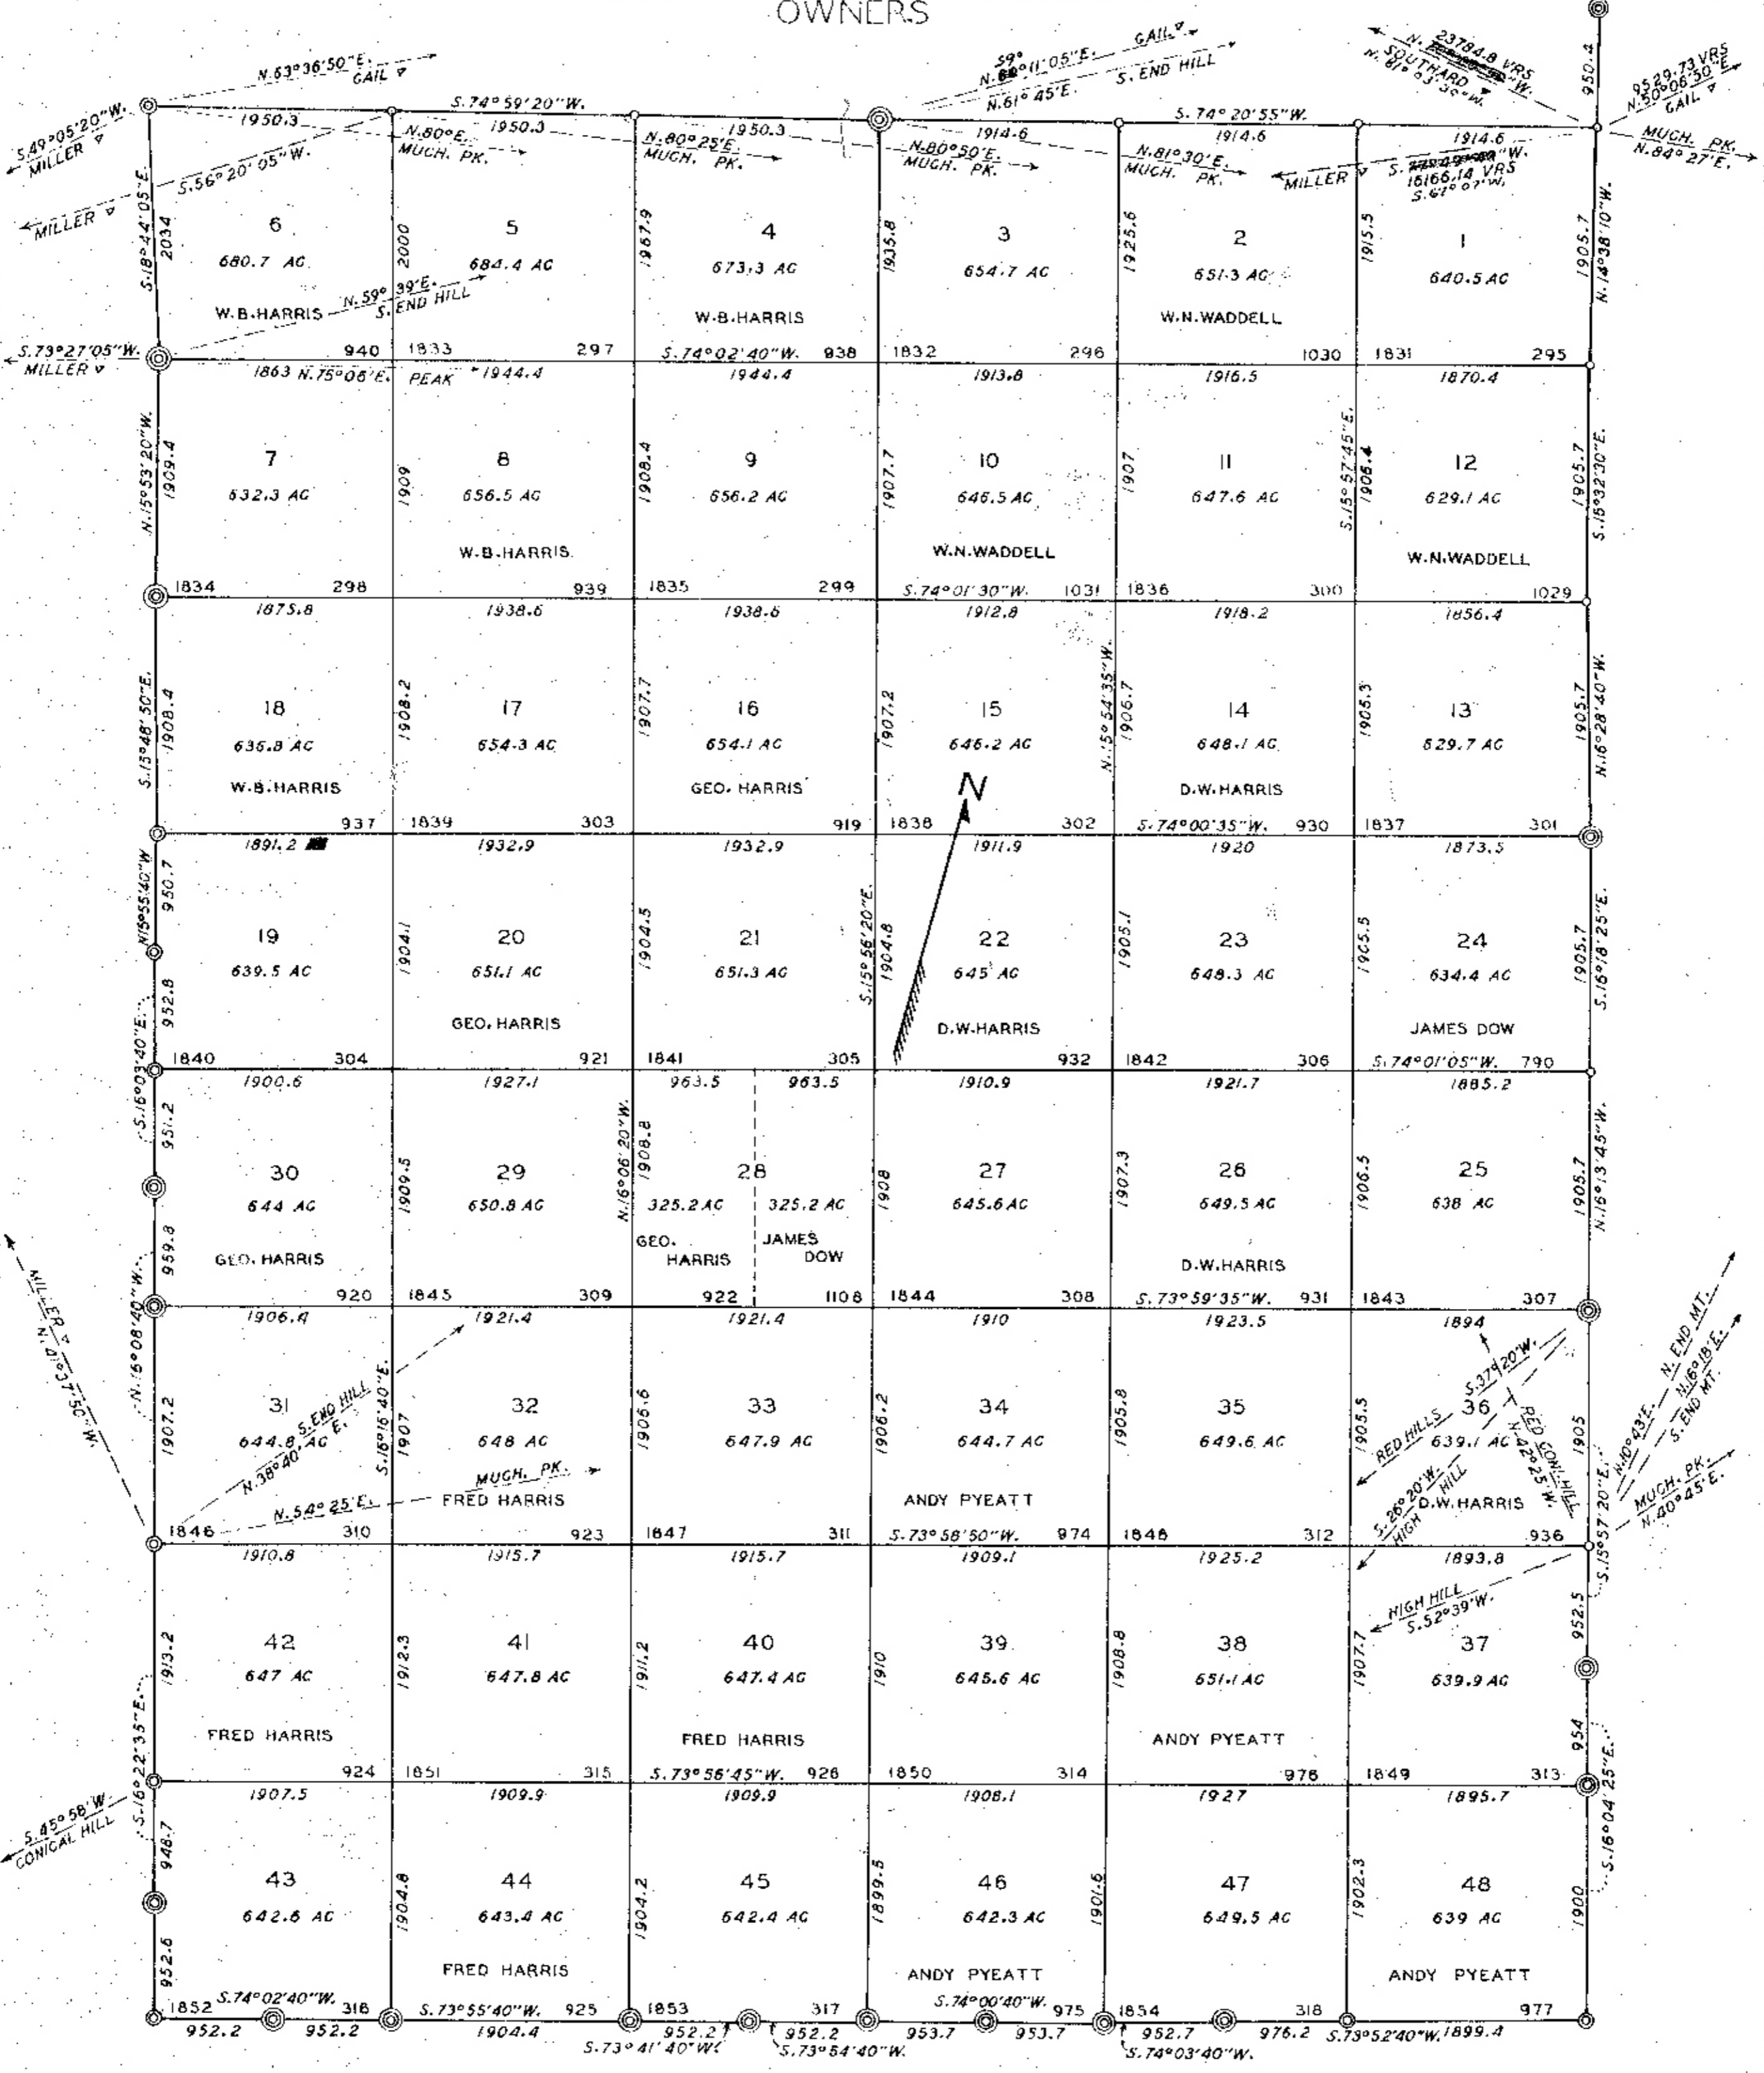 OWNERS
N.63°36'50"E.
GAIL
S.49°05'20"W.
MILLER
S.74°59'20"W.
59°
N. 11'05"E.
GAIL
S. END HILL
N.61°45'E.
S.74°20'55"W.
23784.8 VRS
SOUTHARD
950.4
9529.73 VRS
N.50°06'50"E.
GAIL
MUCH. PK.
N.84°27'E.
1950.3
1950.3
1950.3
1914.6
1914.6
1914.6
N.80°E.
MUCH. PK.
N.80°25'E.
MUCH. PK.
N.80°50'E.
MUCH. PK.
N.81°30'E.
MUCH. PK.
MILLER
16166.14 VRS
S.61°07'W.
S.56°20'05"W.
MILLER
S.18°44'05"E.
2034
2000
1967.9
1935.8
1925.6
1915.5
1905.7
N.14°38'10"W.
6
5
4
3
2
1
680.7 AC.
684.4 AC
673.3 AC
654.7 AC
651.3 AC
640.5 AC
N.59°39'E.
S. END HILL
W.B.HARRIS
W.B.HARRIS
W.N.WADDELL
S.73°27'05"W.
MILLER
940 1833 297 S.74°02'40"W. 938 1832 296 1030 1831 295
1863 N.75°06'E. PEAK 1944.4 1944.4 1913.8 1916.5 1870.4
N.15°53'20"W.
1909.4
1909
1908.4
1907.7
1907
S.15°57'45"E.
1906.4
1905.7
S.15°32'30"E.
7
8
9
10
11
12
632.3 AC
656.5 AC
656.2 AC
646.5 AC
647.6 AC
629.1 AC
W.B.HARRIS
W.N.WADDELL
W.N.WADDELL
1834 298 939 1835 299 S.74°01'30"W. 1031 1836 300 1029
1875.8 1938.6 1938.6 1912.8 1918.2 1856.4
S.15°48'50"E.
1908.4
1908.2
1907.7
1907.2
N.15°54'35"W.
1906.7
1905.7
N.16°28'40"W.
18
17
16
15
14
13
636.8 AC
654.3 AC
654.1 AC
646.2 AC
648.1 AC
629.7 AC
W.B.HARRIS
GEO. HARRIS
D.W.HARRIS
N
937 1839 303 919 1838 302 S.74°00'35"W. 930 1837 301
1891.2 1932.9 1932.9 1911.9 1920 1873.5
N15°55'40"W
950.7
952.8
1904.1
1904.5
S.15°56'20"E.
1904.8
1905.1
1905.5
1905.7
S.16°18'25"E.
19
20
21
22
23
24
639.5 AC
651.1 AC
651.3 AC
645 AC
648.3 AC
634.4 AC
GEO. HARRIS
D.W.HARRIS
JAMES DOW
1840 304 921 1841 305 932 1842 306 S.74°01'05"W. 790
1900.6 1927.1 963.5 963.5 1910.9 1921.7 1885.2
S.16°03'40"E.
951.2
959.8
1909.5
N.16°06'20"W.
1908.8
1908
1907.3
1906.5
1905.7
N.16°13'45"W.
30
29
28
27
26
25
644 AC
650.8 AC
325.2 AC
325.2 AC
645.6 AC
649.5 AC
638 AC
GEO. HARRIS
GEO.
HARRIS
JAMES
DOW
D.W.HARRIS
920 1845 309 922 1108 1844 308 S.73°59'35"W. 931 1843 307
1906.4 1921.4 1921.4 1910 1923.5 1894
MILLER
N.41°37'50"W.
N.16°08'40"W.
1907.2
S.16°16'40"E.
1907
1906.6
1906.2
1905.8
1905.5
1905
31
32
33
34
35
36
644.8 AC
648 AC
647.9 AC
644.7 AC
649.6 AC
639.1 AC
S. END HILL
N.38°40' E.
MUCH. PK.
N.54°25'E.
S.37°20'W.
RED HILLS
RED CONL HILL
N.42°25'W.
S.26°20'W.
HIGH HILL
N. END MT.
N.10°43'E.
N.16°18'E.
S. END MT.
MUCH. PK.
N.40°45'E.
S.15°57'20"E.
FRED HARRIS
ANDY PYEATT
D.W.HARRIS
1846 310 923 1847 311 S.73°58'50"W. 974 1848 312 936
1910.8 1915.7 1915.7 1909.1 1925.2 1893.8
HIGH HILL
S.52°39'W.
1913.2
1912.3
1911.2
1910
1908.8
1907.7
952.5
954
42
41
40
39
38
37
647 AC
647.8 AC
647.4 AC
645.6 AC
651.1 AC
639.9 AC
FRED HARRIS
FRED HARRIS
ANDY PYEATT
924 1851 315 S.73°56'45"W. 926 1850 314 976 1849 313
1907.5 1909.9 1909.9 1908.1 1927 1895.7
S.16°22'35"E.
S.45°58'W.
CONICAL HILL
948.7
952.6
1904.8
1904.2
1899.5
1901.6
1902.3
1900
S.16°04'25"E.
43
44
45
46
47
48
642.6 AC
643.4 AC
642.4 AC
642.3 AC
649.5 AC
639 AC
FRED HARRIS
ANDY PYEATT
ANDY PYEATT
1852 S.74°02'40"W. 316 S.73°55'40"W. 925 1853 317 S.74°00'40"W. 975 1854 318 977
952.2 952.2 1904.4 952.2 952.2 953.7 953.7 952.7 976.2 S.73°52'40"W. 1899.4
S.73°41'40"W.
S.73°54'40"W.
S.74°03'40"W.